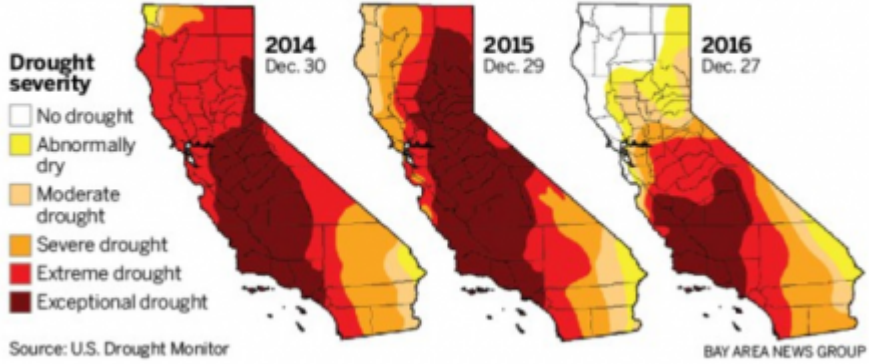 Drought
severity
No drought
Abnormally
dry
Moderate
drought
Severe drought
Extreme drought
Exceptional drought
2014
Dec. 30
2015
Dec. 29
2016
Dec. 27
Source: U.S. Drought Monitor
BAY AREA NEWS GROUP